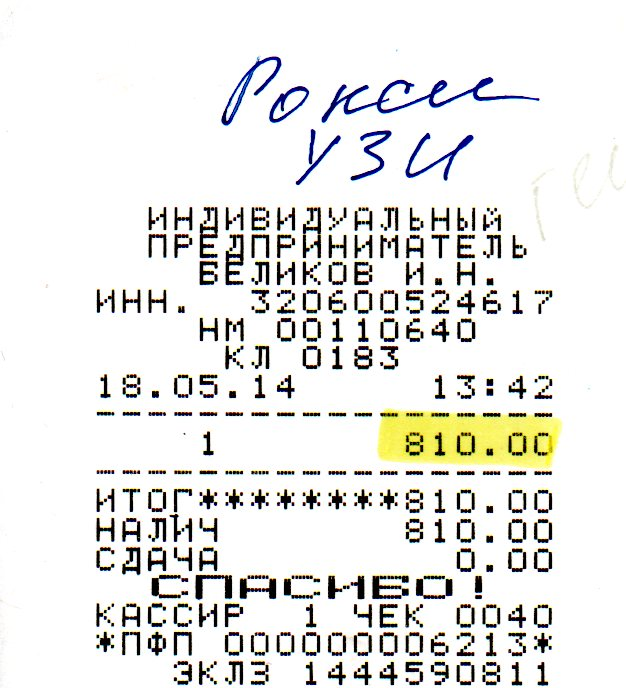 Рокси
УЗИ
ИНДИВИДУАЛЬНЫЙ
ПРЕДПРИНИМАТЕЛЬ
БЕЛИКОВ И.Н.
ИНН. 320600524617
НМ 00110640
КЛ 0183
18.05.14 13:42
1 810.00
ИТОГ********810.00
НАЛИЧ 810.00
СДАЧА 0.00
СПАСИБО!
КАССИР 1 ЧЕК 0040
*ПФП 000000006213*
ЭКЛЗ 1444590811